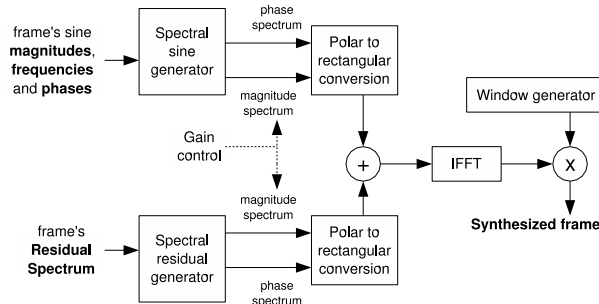 frame's sine
magnitudes,
frequencies
and phases
Spectral
sine
generator
phase
spectrum
magnitude
spectrum
Polar to
rectangular
conversion
Gain
control
Window generator
+
IFFT
X
Synthesized frame
frame's
Residual
Spectrum
Spectral
residual
generator
magnitude
spectrum
phase
spectrum
Polar to
rectangular
conversion